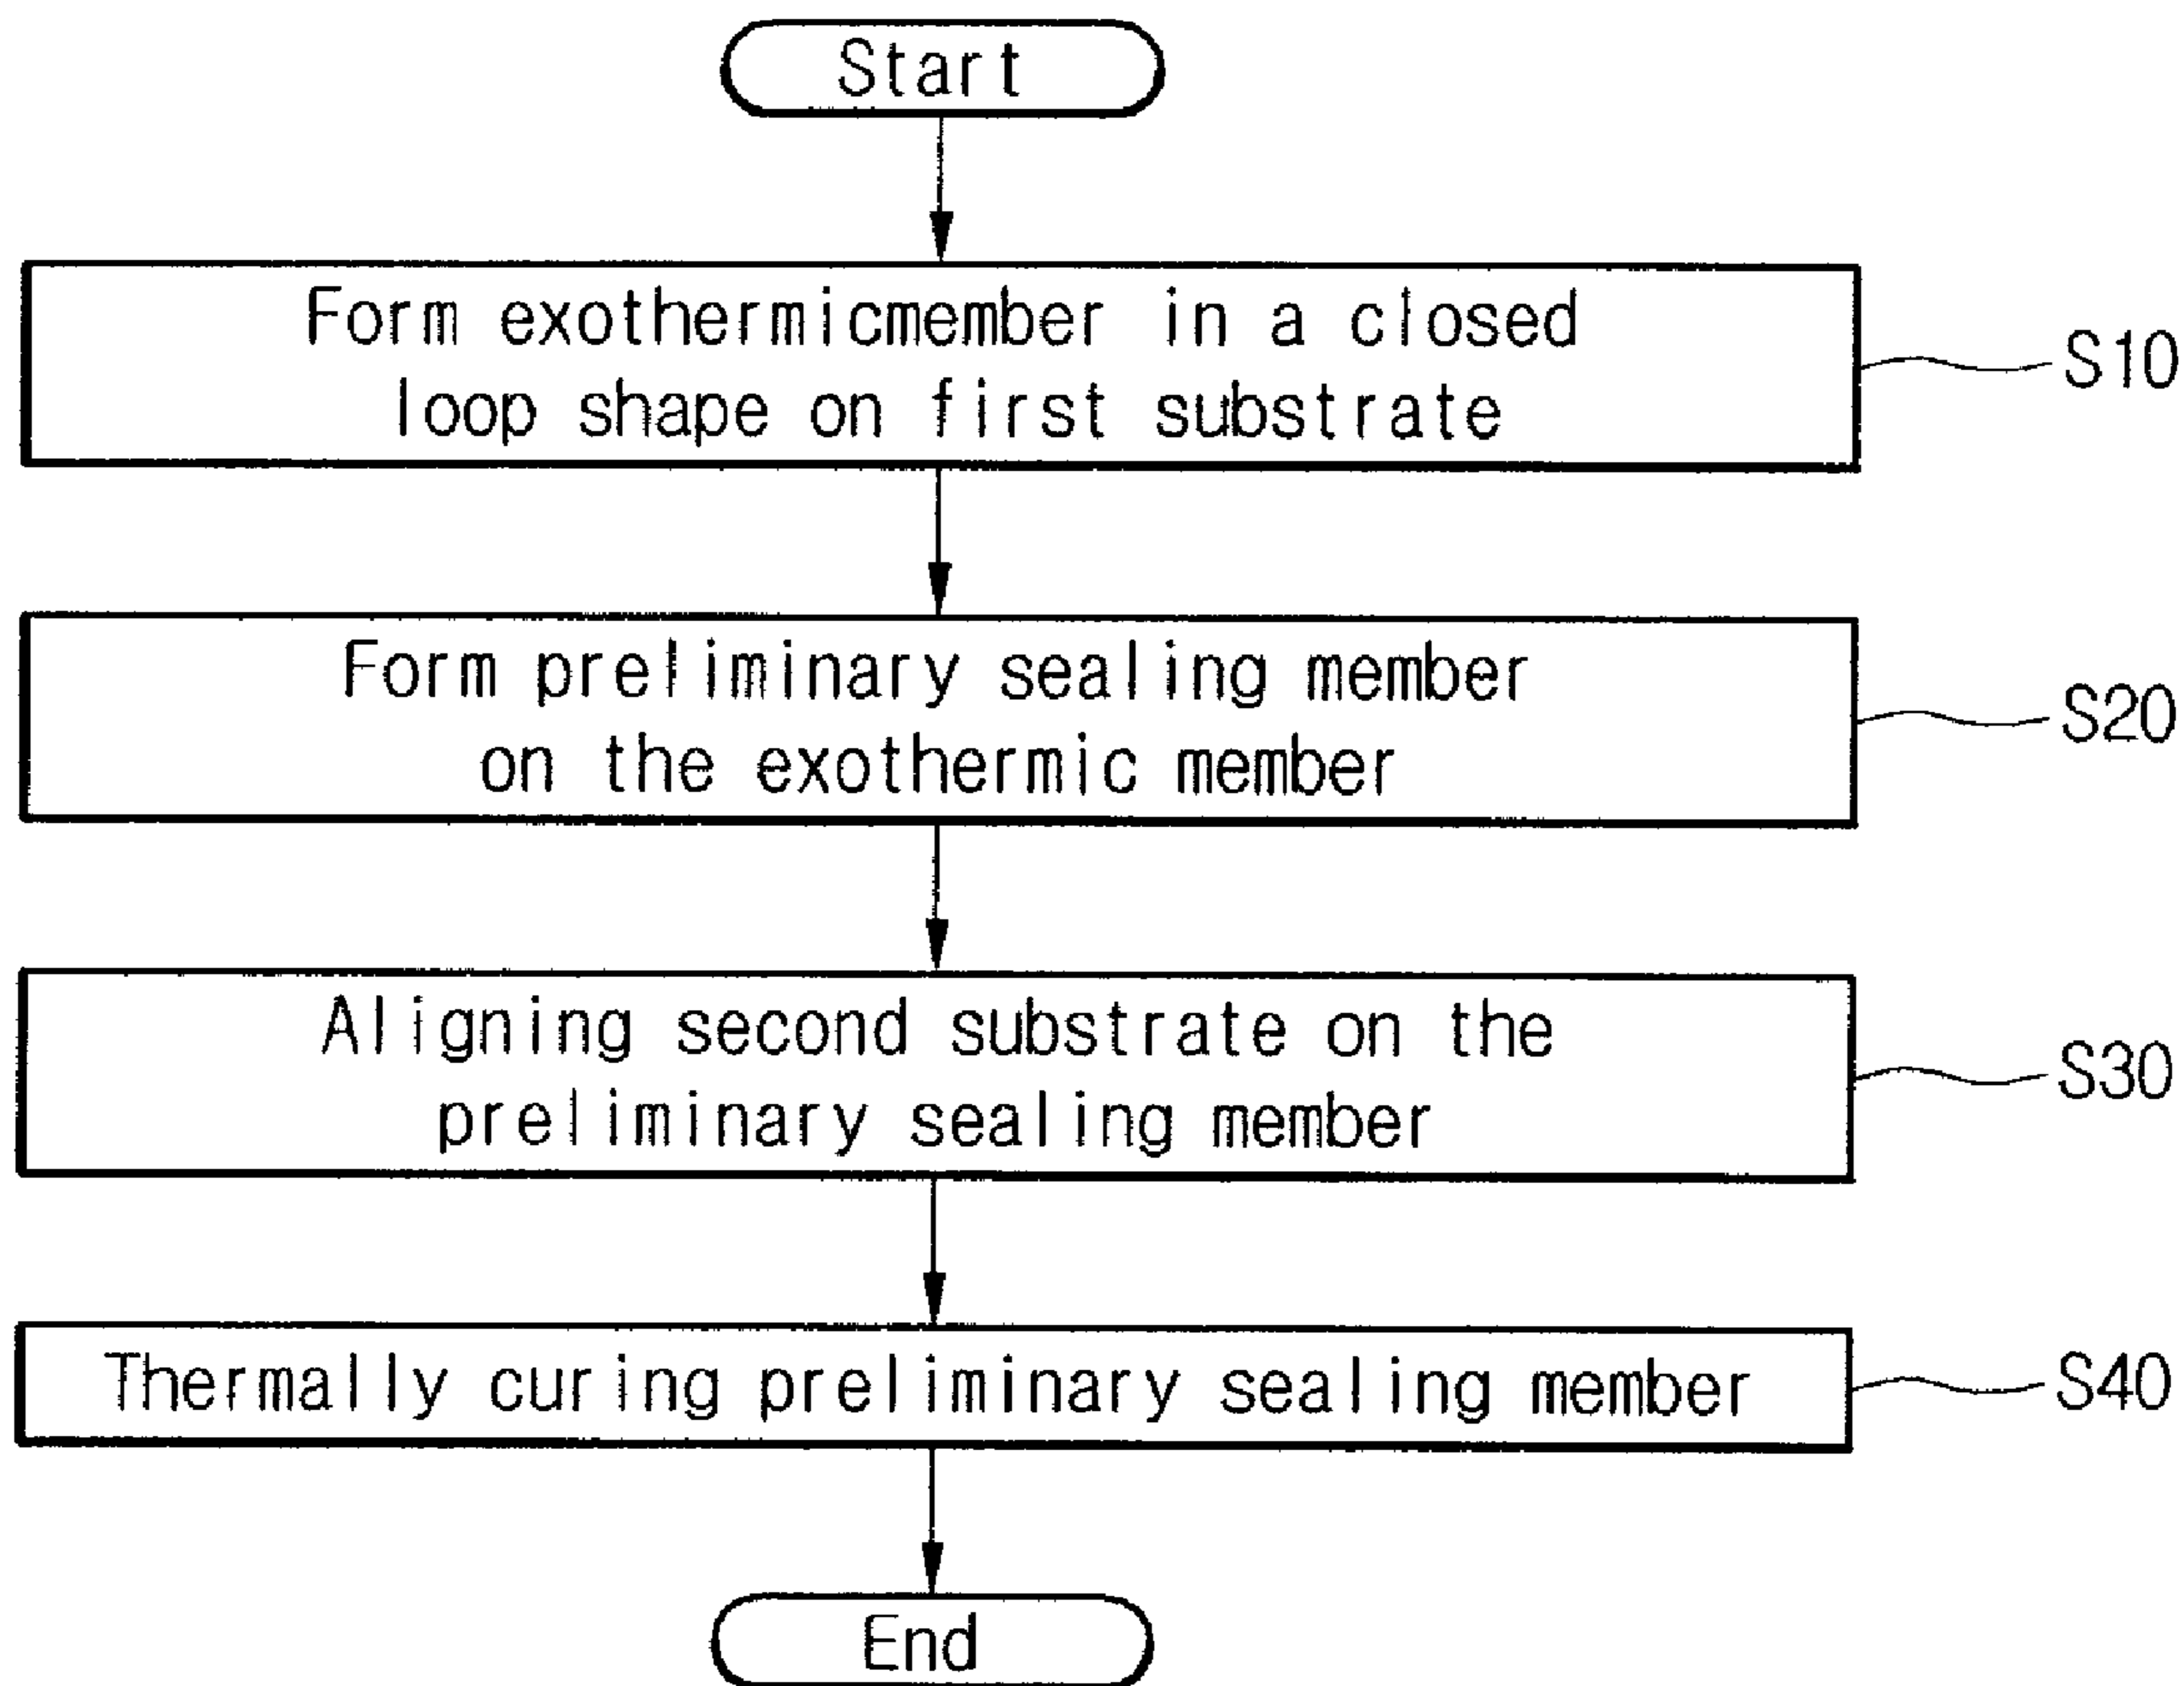 Start
Form exothermicmember in a closed
loop shape on first substrate
S10
Form preliminary sealing member
on the exothermic member
S20
Aligning second substrate on the
preliminary sealing member
S30
Thermally curing preliminary sealing member
S40
End